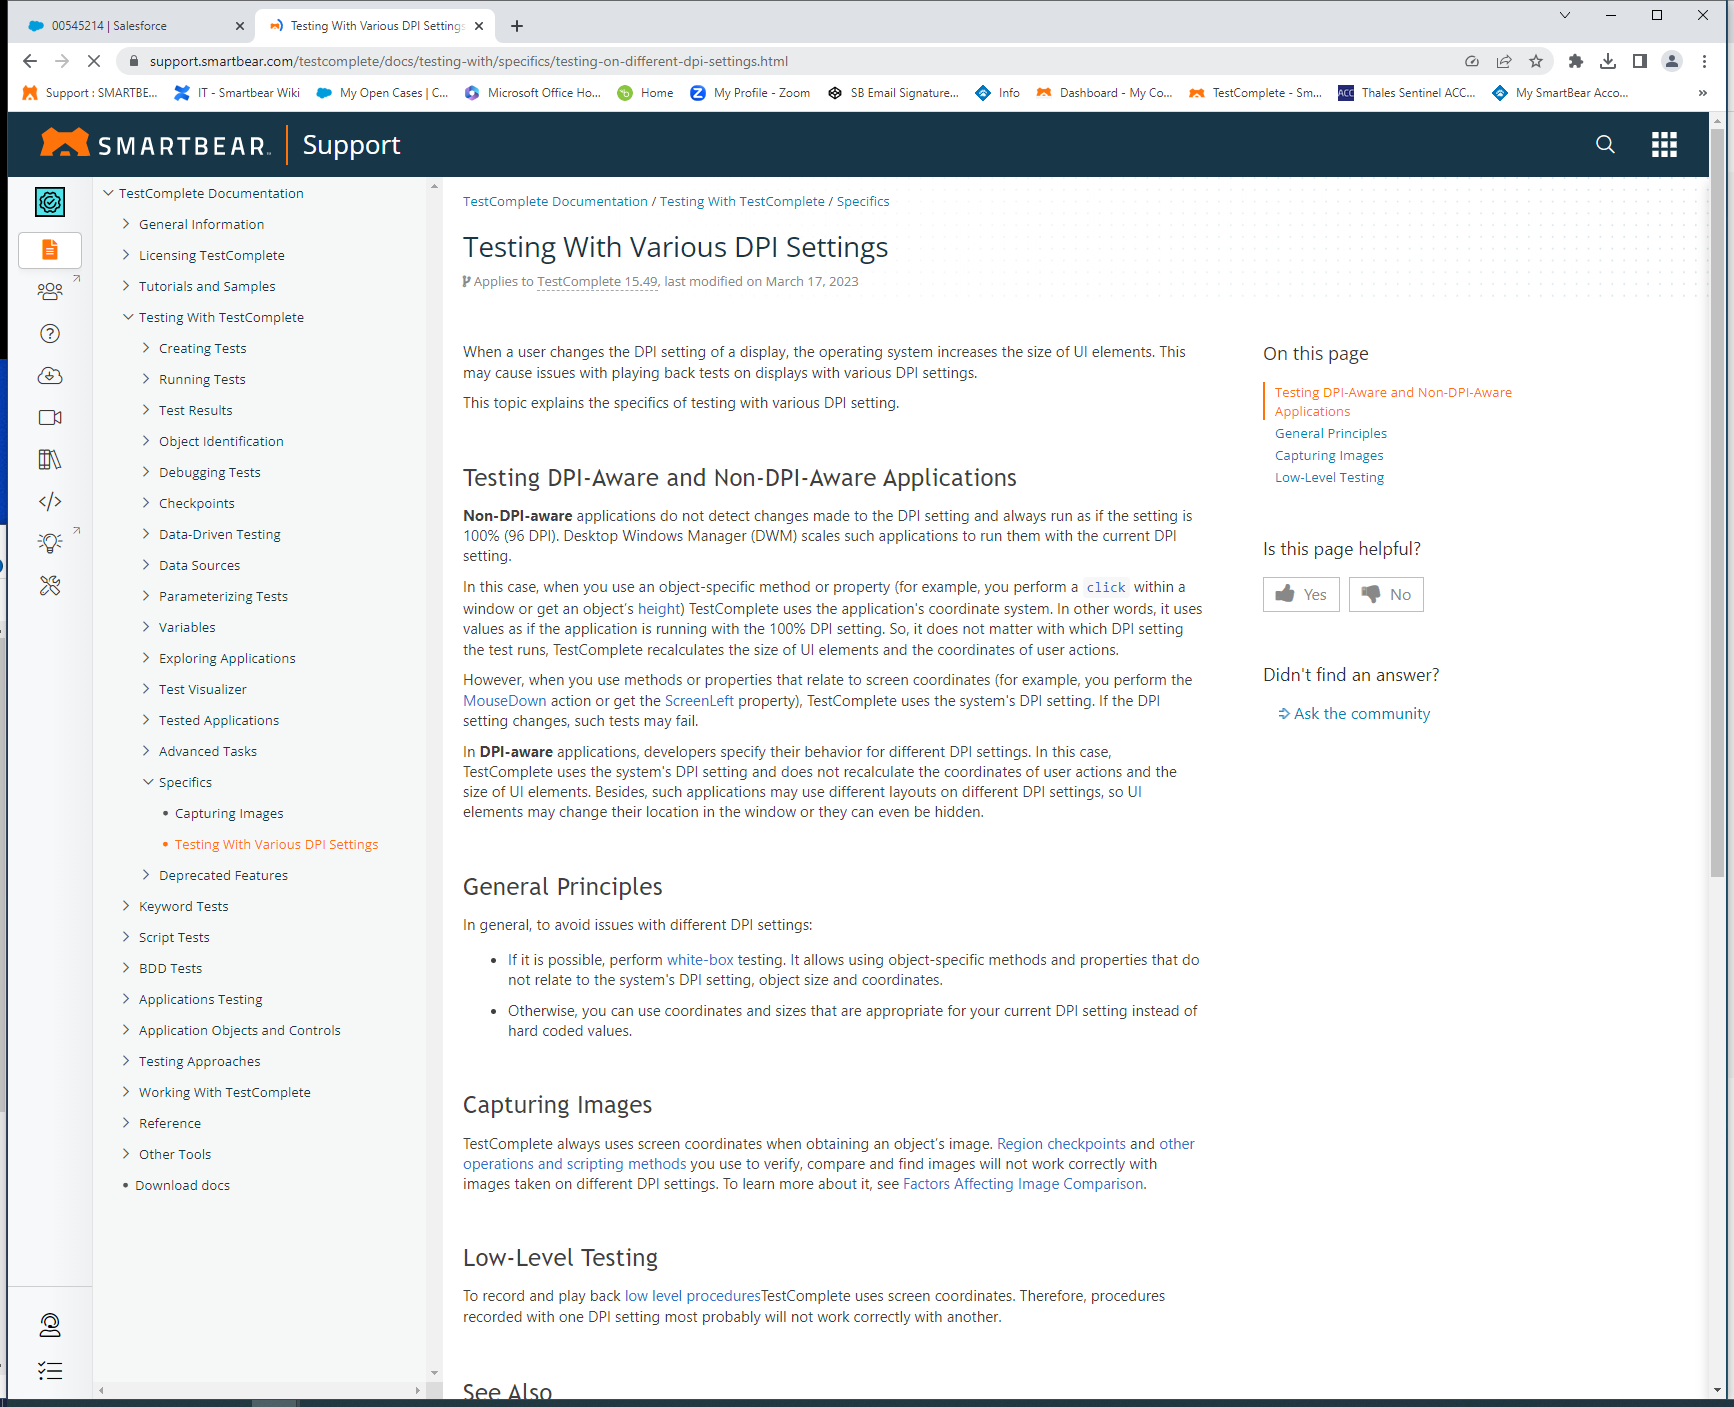 00545214 | Salesforce
Testing With Various DPI Settings
support.smartbear.com/testcomplete/docs/testing-with/specifics/testing-on-different-dpi-settings.html
Support : SMARTBE...
IT - Smartbear Wiki
My Open Cases | C...
Microsoft Office Ho...
Home
My Profile - Zoom
SB Email Signature...
Info
Dashboard - My Co...
TestComplete - Sm...
ACC
Thales Sentinel ACC...
My SmartBear Acco...
SMARTBEAR
Support
TestComplete Documentation
General Information
Licensing TestComplete
Tutorials and Samples
Testing With TestComplete
Creating Tests
Running Tests
Test Results
Object Identification
Debugging Tests
Checkpoints
Data-Driven Testing
Data Sources
Parameterizing Tests
Variables
Exploring Applications
Test Visualizer
Tested Applications
Advanced Tasks
Specifics
• Capturing Images
• Testing With Various DPI Settings
Deprecated Features
Keyword Tests
Script Tests
BDD Tests
Applications Testing
Application Objects and Controls
Testing Approaches
Working With TestComplete
Reference
Other Tools
• Download docs
TestComplete Documentation / Testing With TestComplete / Specifics
Testing With Various DPI Settings
Applies to TestComplete 15.49, last modified on March 17, 2023
When a user changes the DPI setting of a display, the operating system increases the size of UI elements. This
may cause issues with playing back tests on displays with various DPI settings.
This topic explains the specifics of testing with various DPI setting.
Testing DPI-Aware and Non-DPI-Aware Applications
Non-DPI-aware applications do not detect changes made to the DPI setting and always run as if the setting is
100% (96 DPI). Desktop Windows Manager (DWM) scales such applications to run them with the current DPI
setting.
In this case, when you use an object-specific method or property (for example, you perform a click within a
window or get an object's height) TestComplete uses the application's coordinate system. In other words, it uses
values as if the application is running with the 100% DPI setting. So, it does not matter with which DPI setting
the test runs, TestComplete recalculates the size of UI elements and the coordinates of user actions.
However, when you use methods or properties that relate to screen coordinates (for example, you perform the
MouseDown action or get the ScreenLeft property), TestComplete uses the system's DPI setting. If the DPI
setting changes, such tests may fail.
In DPI-aware applications, developers specify their behavior for different DPI settings. In this case,
TestComplete uses the system's DPI setting and does not recalculate the coordinates of user actions and the
size of UI elements. Besides, such applications may use different layouts on different DPI settings, so UI
elements may change their location in the window or they can even be hidden.
General Principles
In general, to avoid issues with different DPI settings:
• If it is possible, perform white-box testing. It allows using object-specific methods and properties that do
not relate to the system's DPI setting, object size and coordinates.
• Otherwise, you can use coordinates and sizes that are appropriate for your current DPI setting instead of
hard coded values.
Capturing Images
TestComplete always uses screen coordinates when obtaining an object's image. Region checkpoints and other
operations and scripting methods you use to verify, compare and find images will not work correctly with
images taken on different DPI settings. To learn more about it, see Factors Affecting Image Comparison.
Low-Level Testing
To record and play back low level proceduresTestComplete uses screen coordinates. Therefore, procedures
recorded with one DPI setting most probably will not work correctly with another.
See Also
On this page
Testing DPI-Aware and Non-DPI-Aware
Applications
General Principles
Capturing Images
Low-Level Testing
Is this page helpful?
Yes
No
Didn't find an answer?
Ask the community